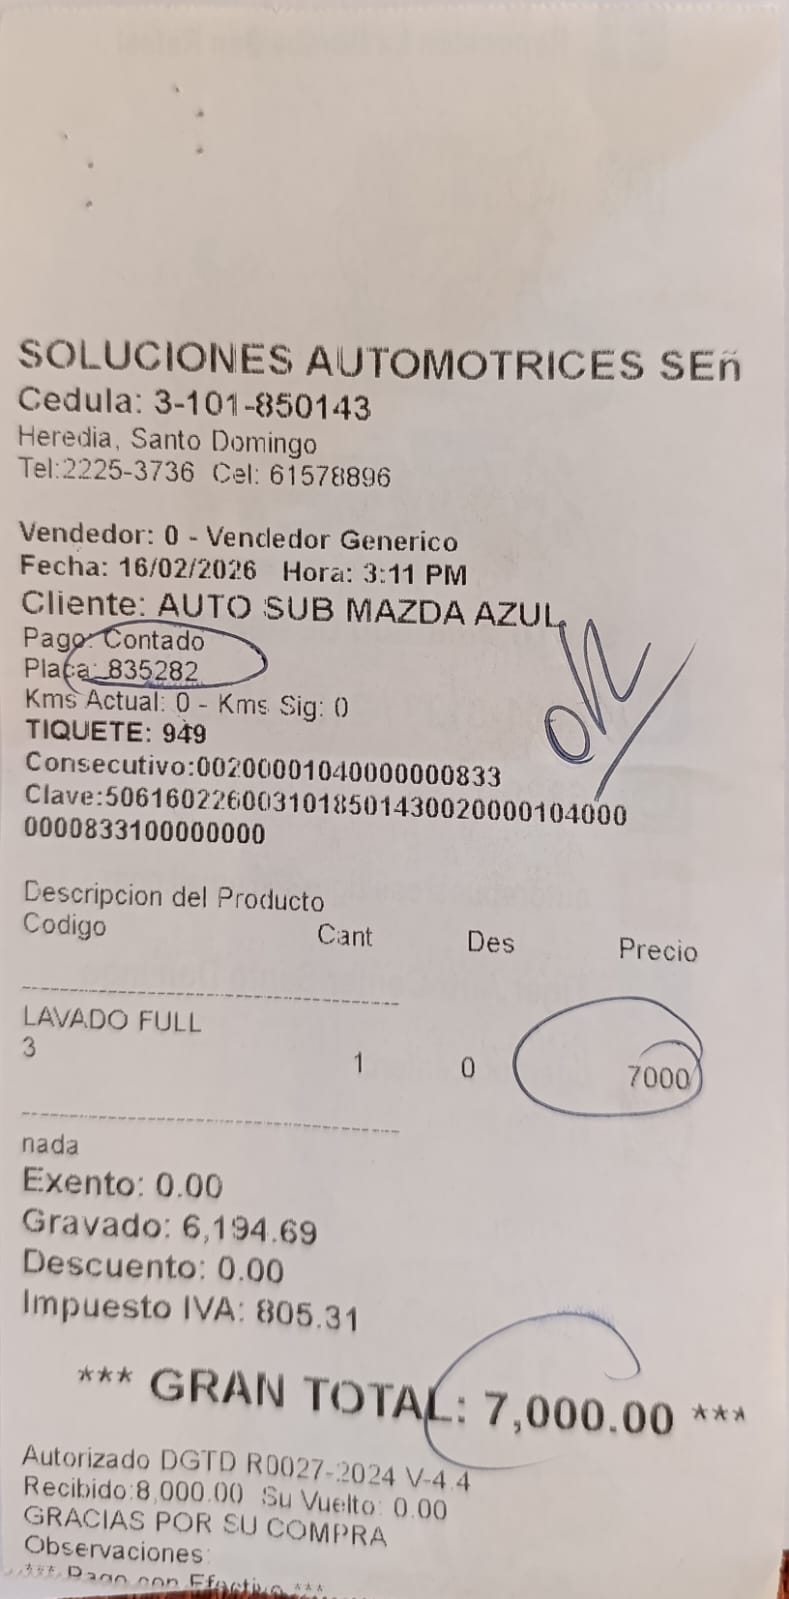 SOLUCIONES AUTOMOTRICES SEñ
Cedula: 3-101-850143
Heredia, Santo Domingo
Tel:2225-3736 Cel: 61578896
Vendedor: 0 - Vendedor Generico
Fecha: 16/02/2026 Hora: 3:11 PM
Cliente: AUTO SUB MAZDA AZUL
Pago: Contado
Placa: 835282
Kms Actual: 0 - Kms Sig: 0
TIQUETE: 949
Consecutivo:00200001040000000833
Clave:50616022600310185014300200001040000
0000833100000000
Descripcion del Producto
Codigo Cant Des Precio
LAVADO FULL
3 1 0 7000
nada
Exento: 0.00
Gravado: 6,194.69
Descuento: 0.00
Impuesto IVA: 805.31
*** GRAN TOTAL: 7,000.00 ***
Autorizado DGTD R0027-2024 V-4.4
Recibido:8,000.00 Su Vuelto: 0.00
GRACIAS POR SU COMPRA
Observaciones:
*** Pago con Efectivo ***